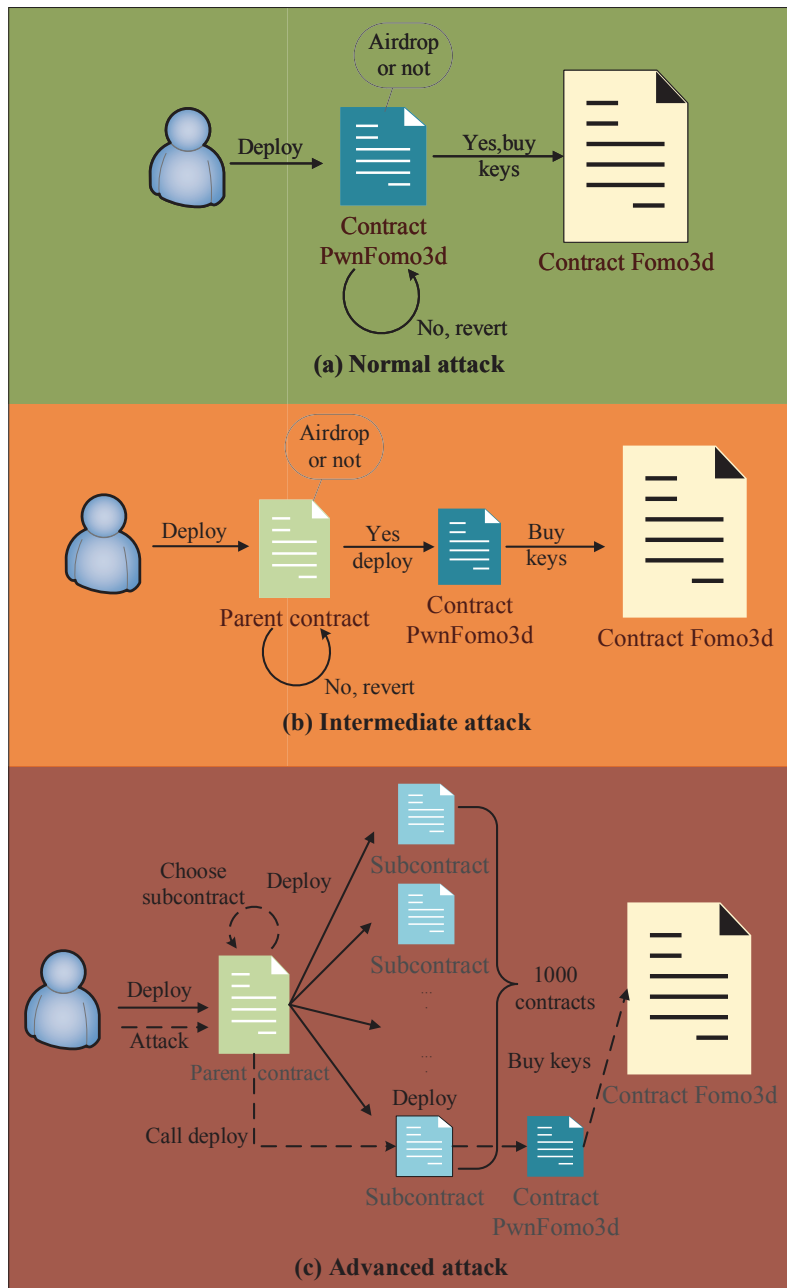 Airdrop
or not
Deploy
Yes,buy
keys
Contract
PwnFomo3d
Contract Fomo3d
No, revert
(a) Normal attack
Airdrop
or not
Deploy
Yes
deploy
Buy
keys
Parent contract
Contract
PwnFomo3d
Contract Fomo3d
No, revert
(b) Intermediate attack
Subcontract
Choose
subcontract
Deploy
Subcontract
1000
contracts
Deploy
Attack
...
.
...
.
Parent contract
Buy keys
Contract Fomo3d
Deploy
Call deploy
Subcontract
Contract
PwnFomo3d
(c) Advanced attack